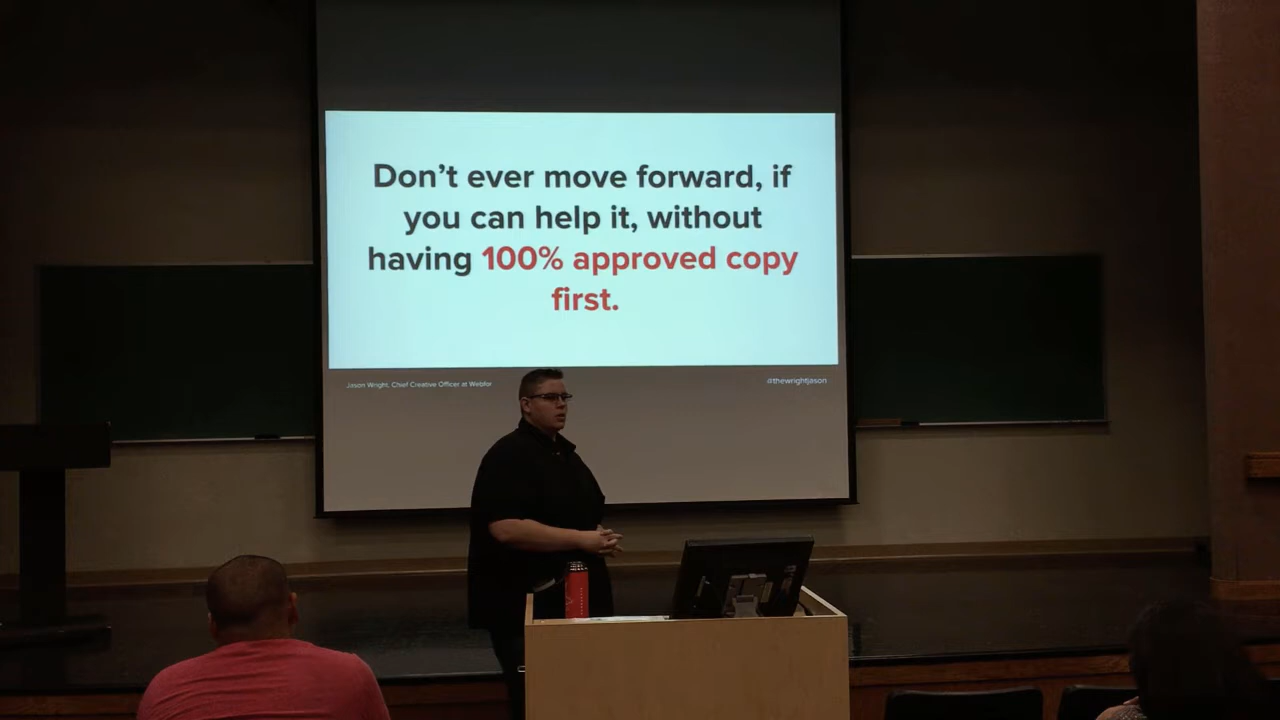 Don't ever move forward, if
you can help it, without
having 100% approved copy
first.
Jason Wright, Chief Creative Officer at Webfor
@thewrightjason